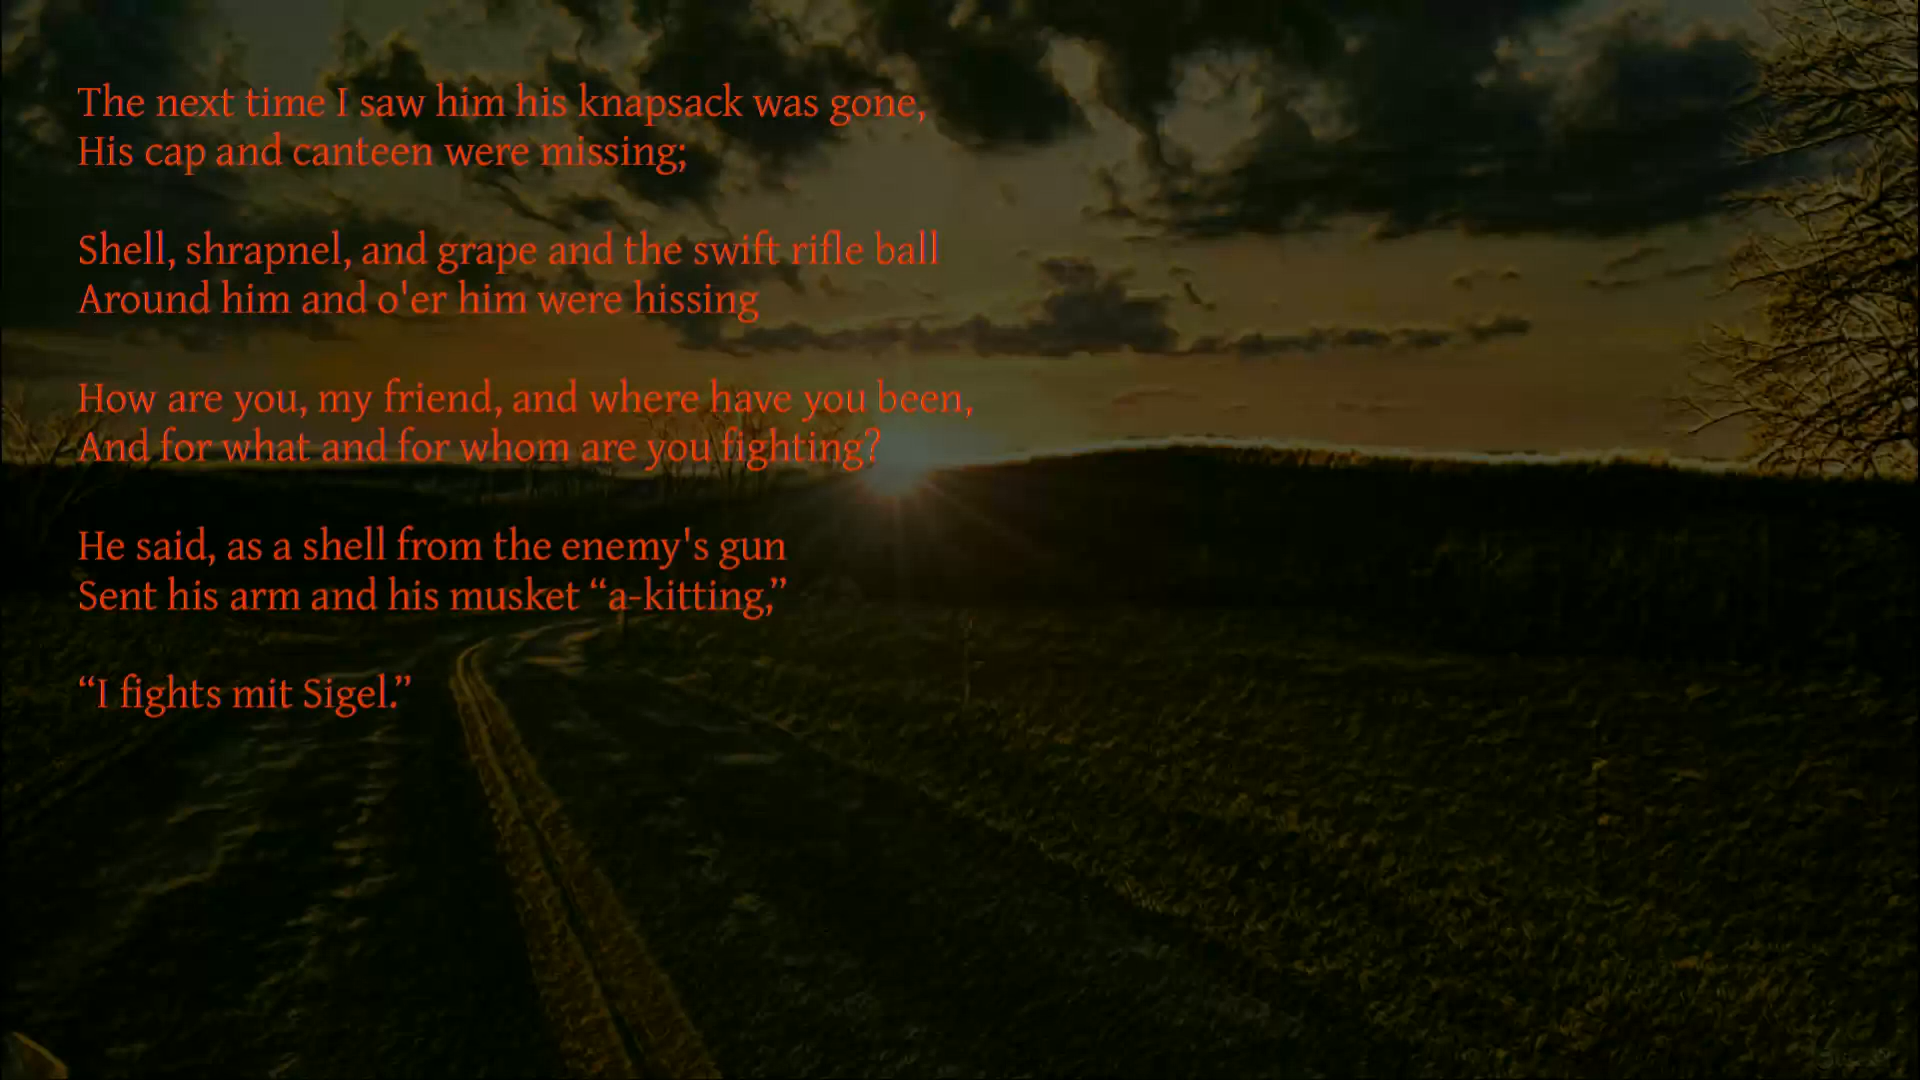 The next time I saw him his knapsack was gone,
His cap and canteen were missing;
Shell, shrapnel, and grape and the swift rifle ball
Around him and o'er him were hissing
How are you, my friend, and where have you been,
And for what and for whom are you fighting?
He said, as a shell from the enemy's gun
Sent his arm and his musket “a-kitting,”
“I fights mit Sigel.”